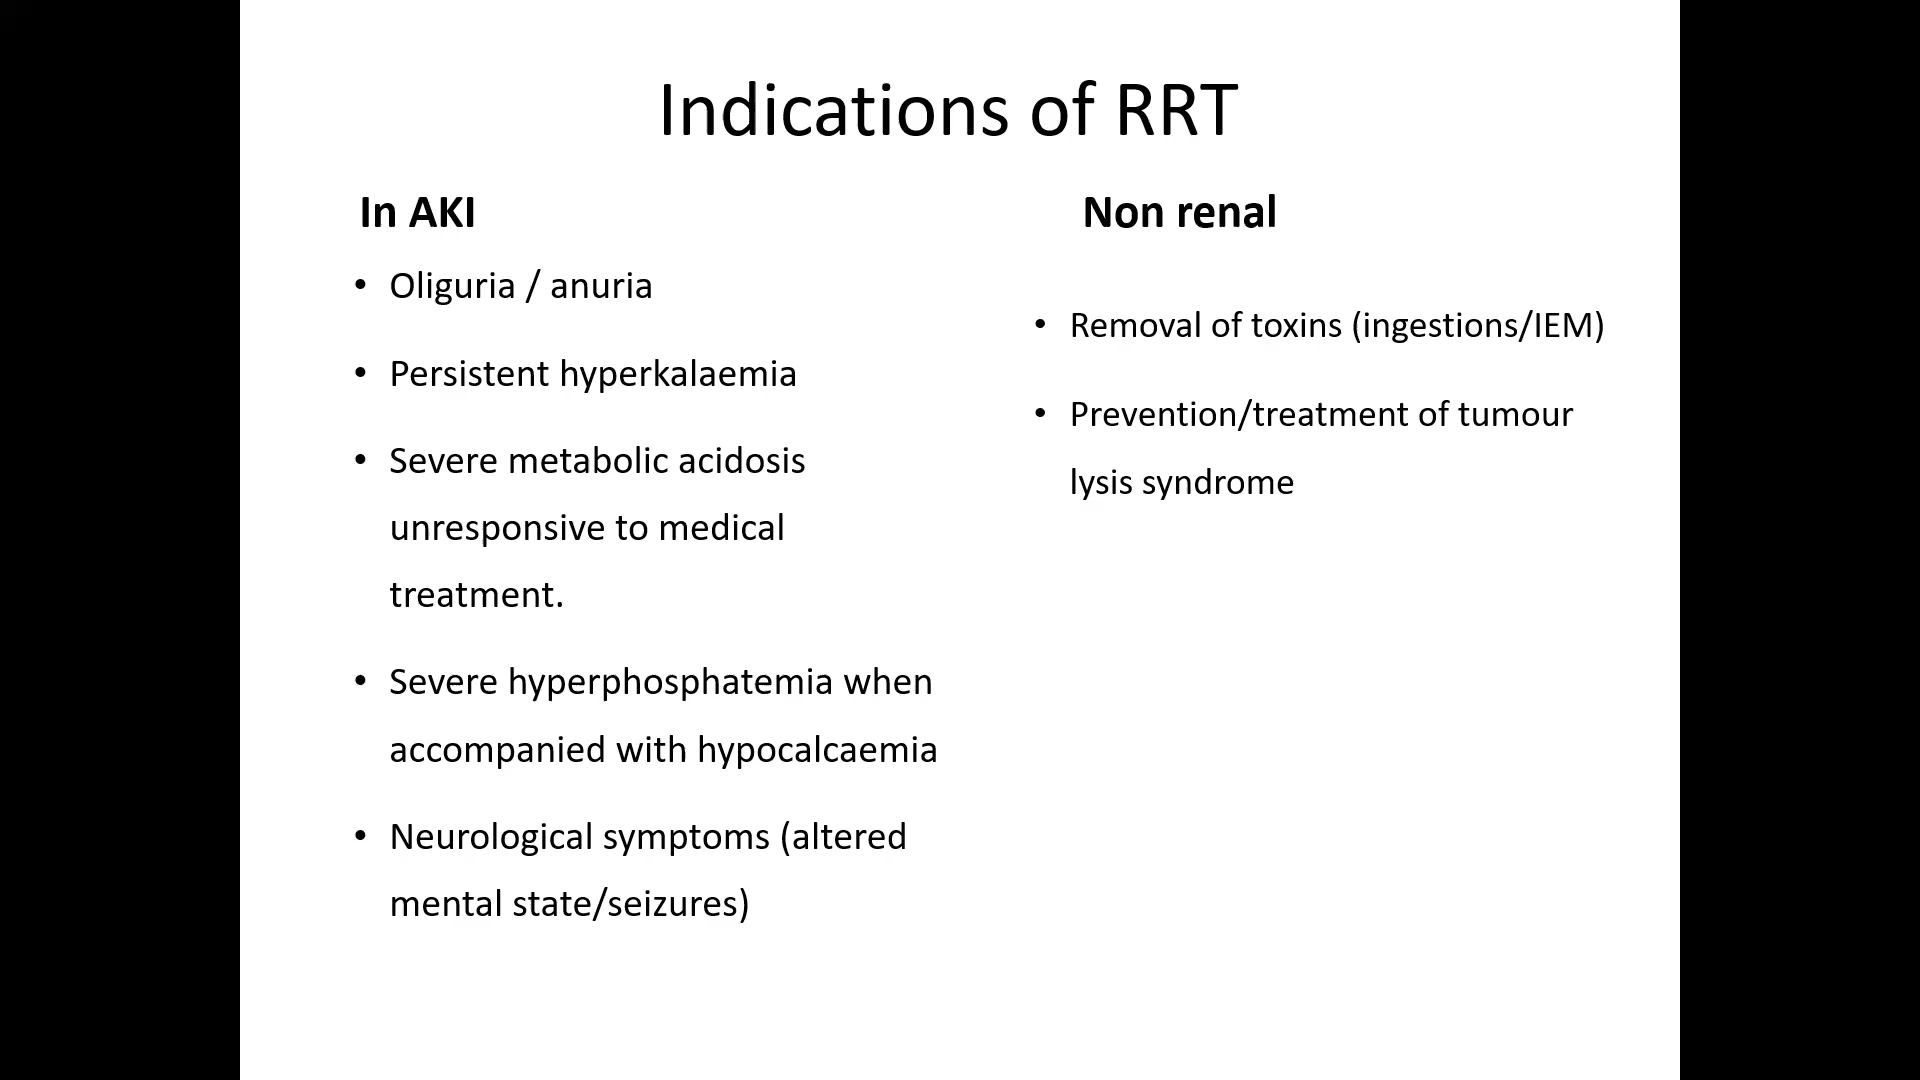 Indications of RRT
In AKI
• Oliguria / anuria
• Persistent hyperkalaemia
• Severe metabolic acidosis
unresponsive to medical
treatment.
• Severe hyperphosphatemia when
accompanied with hypocalcaemia
• Neurological symptoms (altered
mental state/seizures)
Non renal
• Removal of toxins (ingestions/IEM)
• Prevention/treatment of tumour
lysis syndrome